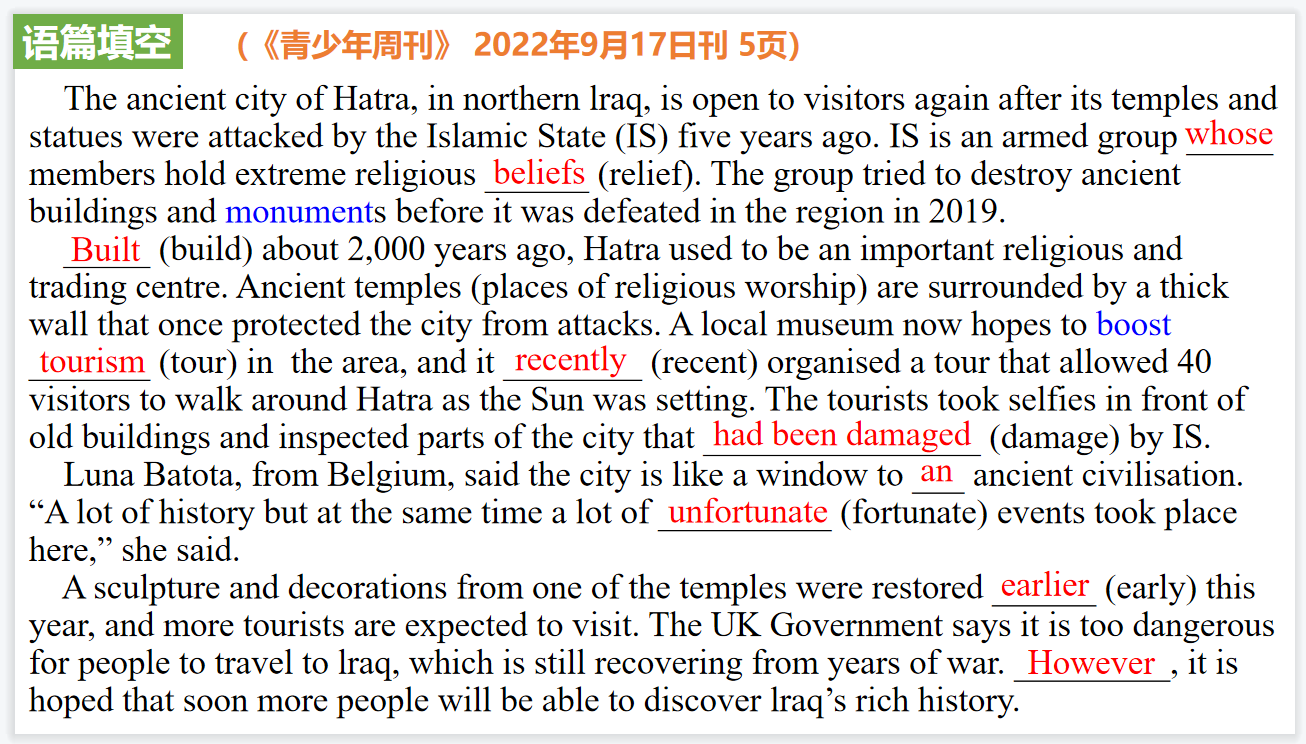 语篇填空 (《青少年周刊》 2022年9月17日刊 5页)
The ancient city of Hatra, in northern lraq, is open to visitors again after its temples and
statues were attacked by the Islamic State (IS) five years ago. IS is an armed group whose
members hold extreme religious beliefs (relief). The group tried to destroy ancient
buildings and monuments before it was defeated in the region in 2019.
Built (build) about 2,000 years ago, Hatra used to be an important religious and
trading centre. Ancient temples (places of religious worship) are surrounded by a thick
wall that once protected the city from attacks. A local museum now hopes to boost
tourism (tour) in the area, and it recently (recent) organised a tour that allowed 40
visitors to walk around Hatra as the Sun was setting. The tourists took selfies in front of
old buildings and inspected parts of the city that had been damaged (damage) by IS.
Luna Batota, from Belgium, said the city is like a window to an ancient civilisation.
“A lot of history but at the same time a lot of unfortunate (fortunate) events took place
here,” she said.
A sculpture and decorations from one of the temples were restored earlier (early) this
year, and more tourists are expected to visit. The UK Government says it is too dangerous
for people to travel to lraq, which is still recovering from years of war. However, it is
hoped that soon more people will be able to discover lraq’s rich history.